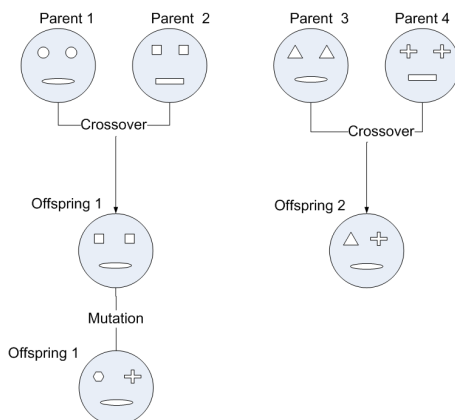 Parent 1
Parent 2
Parent 3
Parent 4
Crossover
Crossover
Offspring 1
Offspring 2
Mutation
Offspring 1